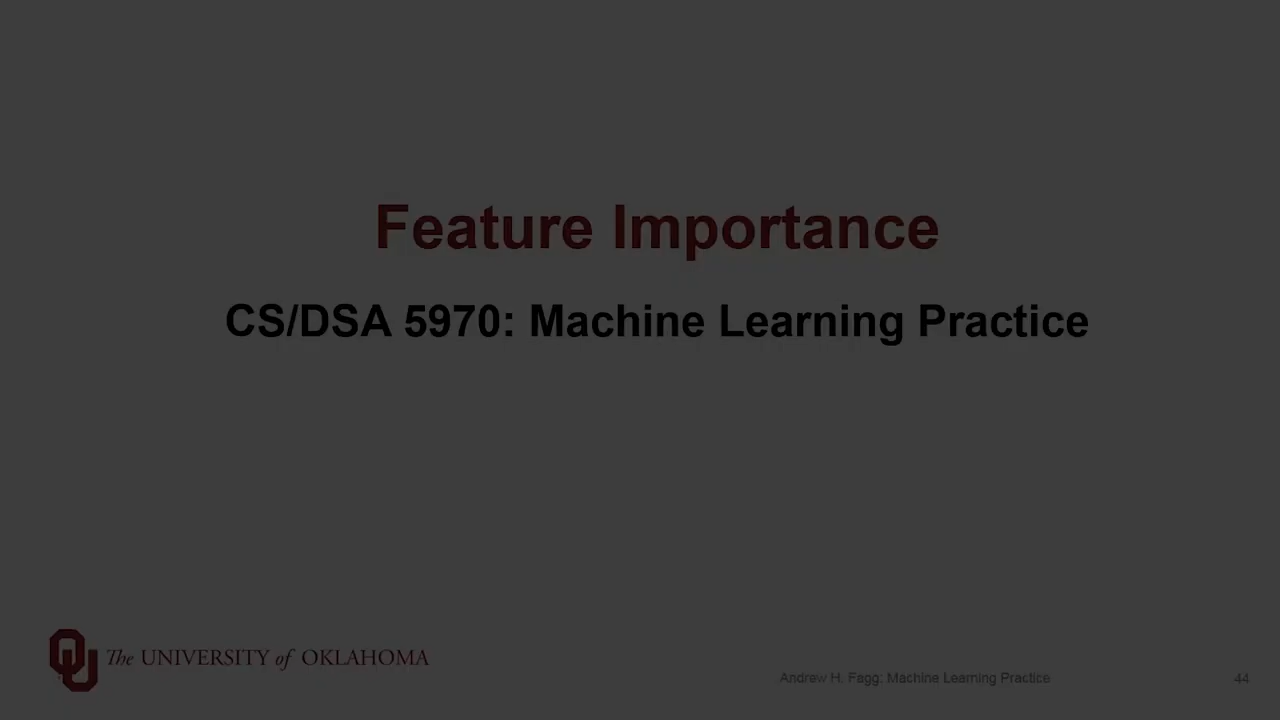 Feature Importance
CS/DSA 5970: Machine Learning Practice
The UNIVERSITY of OKLAHOMA
Andrew H. Fagg: Machine Learning Practice
44